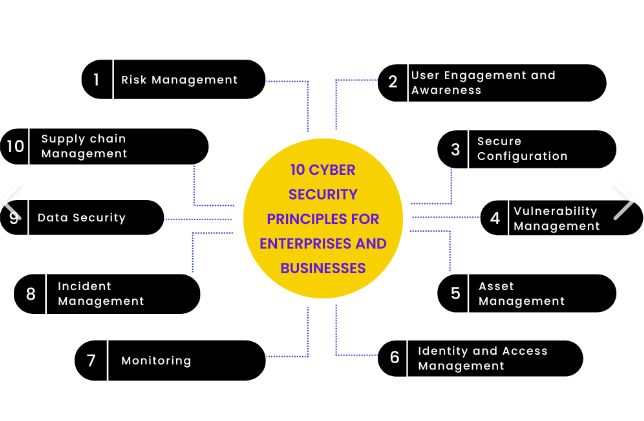 10 CYBER
SECURITY
PRINCIPLES FOR
ENTERPRISES AND
BUSINESSES
1 Risk Management
2 User Engagement and
Awareness
3 Secure
Configuration
4 Vulnerability
Management
5 Asset
Management
6 Identity and Access
Management
7 Monitoring
8 Incident
Management
9 Data Security
10 Supply chain
Management